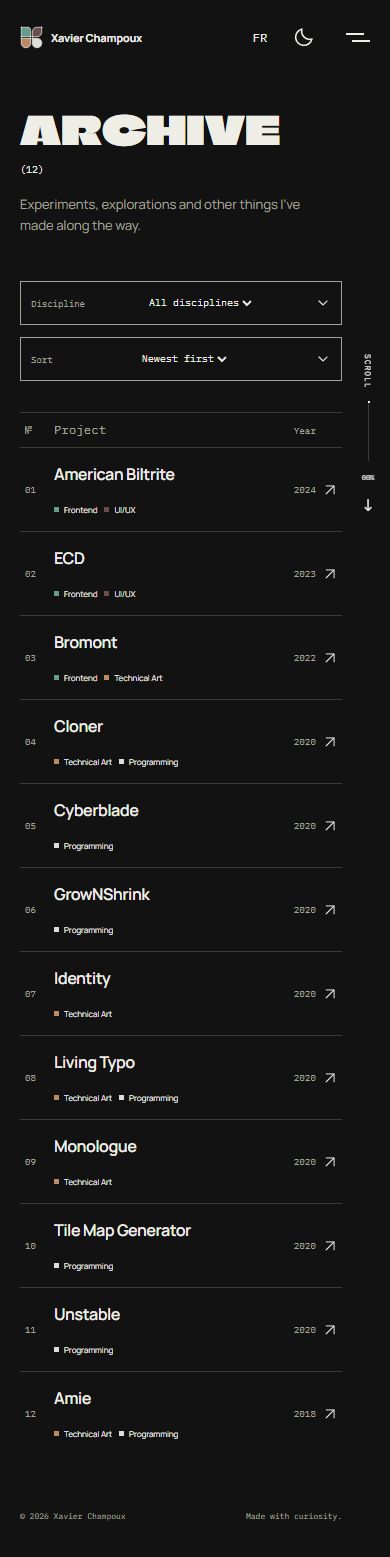 Xavier Champoux
FR
ARCHIVE
(12)
Experiments, explorations and other things I've
made along the way.
Discipline All disciplines
Sort Newest first
SCROLL
00%
№ Project Year
American Biltrite
01 2024
Frontend UI/UX
ECD
02 2023
Frontend UI/UX
Bromont
03 2022
Frontend Technical Art
Cloner
04 2020
Technical Art Programming
Cyberblade
05 2020
Programming
GrowNShrink
06 2020
Programming
Identity
07 2020
Technical Art
Living Typo
08 2020
Technical Art Programming
Monologue
09 2020
Technical Art
Tile Map Generator
10 2020
Programming
Unstable
11 2020
Programming
Amie
12 2018
Technical Art Programming
© 2026 Xavier Champoux Made with curiosity.